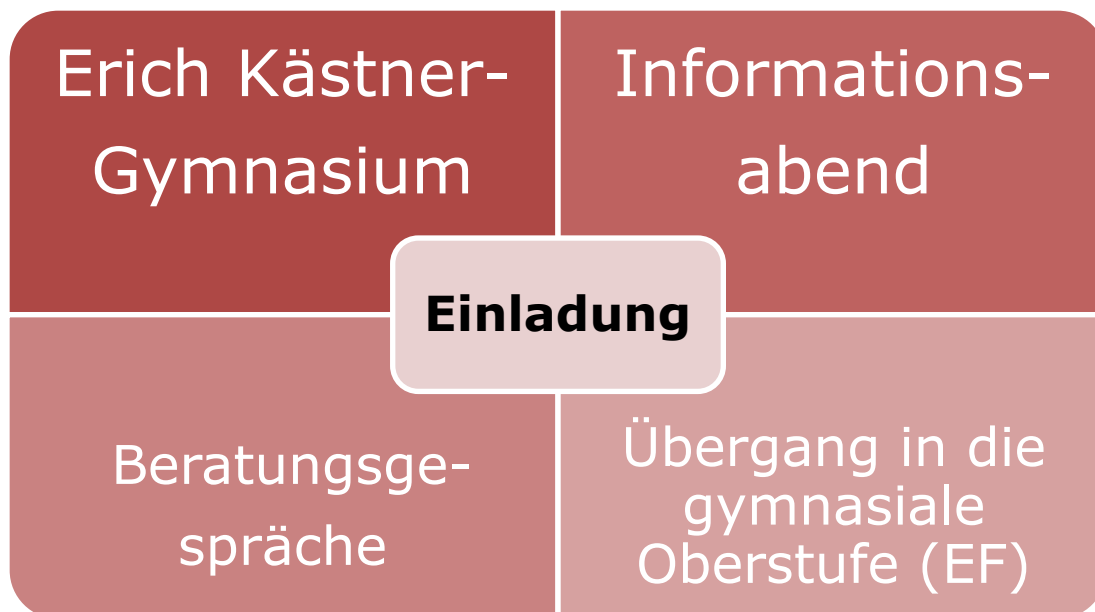 Erich Kästner-
Gymnasium
Informations-
abend
Einladung
Beratungsge-
spräche
Übergang in die
gymnasiale
Oberstufe (EF)